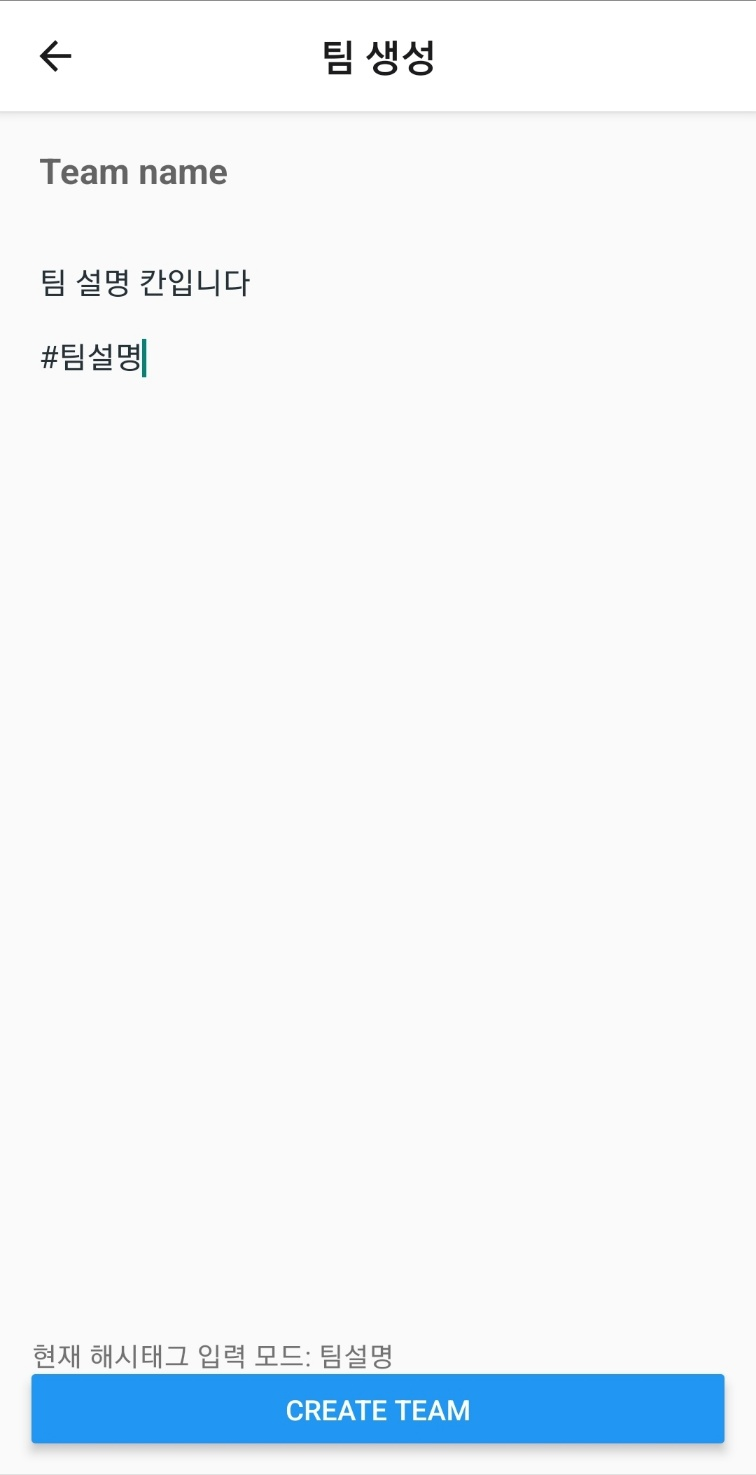 팀 생성
Team name
팀 설명 칸입니다
#팀설명
현재 해시태그 입력 모드: 팀설명
CREATE TEAM